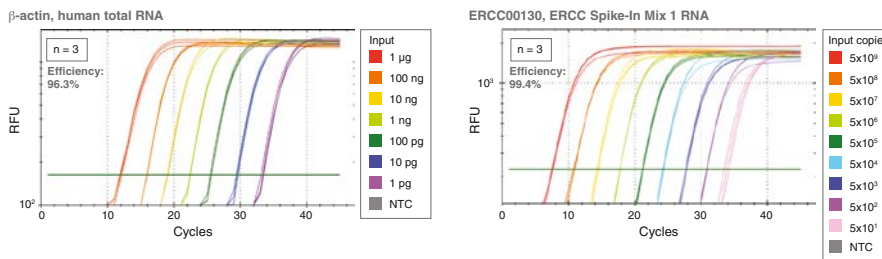 β-actin, human total RNA
n = 3
Efficiency:
96.3%
RFU
10²
0
10
20
30
40
Cycles
Input
1 µg
100 ng
10 ng
1 ng
100 pg
10 pg
1 pg
NTC
ERCC00130, ERCC Spike-In Mix 1 RNA
n = 3
Efficiency:
99.4%
RFU
10³
0
10
20
30
40
Cycles
Input copie
5x10⁹
5x10⁸
5x10⁷
5x10⁶
5x10⁵
5x10⁴
5x10³
5x10²
5x10¹
NTC